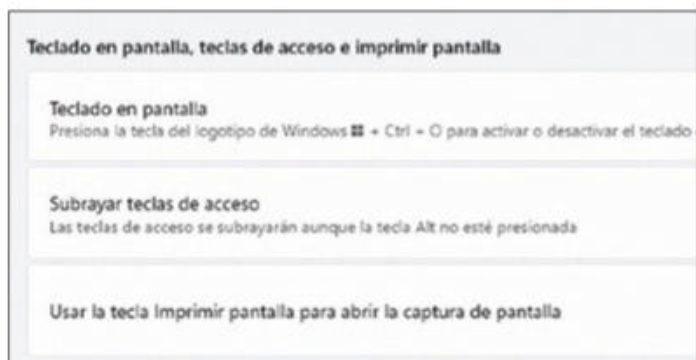 Teclado en pantalla, teclas de acceso e imprimir pantalla
Teclado en pantalla
Presiona la tecla del logotipo de Windows + Ctrl + O para activar o desactivar el teclado
Subrayar teclas de acceso
Las teclas de acceso se subrayarán aunque la tecla Alt no esté presionada
Usar la tecla Imprimir pantalla para abrir la captura de pantalla